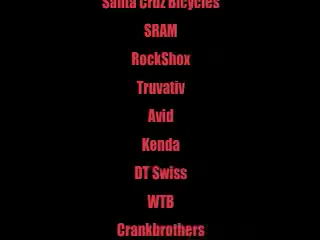 Santa Cruz Bicycles
SRAM
RockShox
Truvativ
Avid
Kenda
DT Swiss
WTB
Crankbrothers